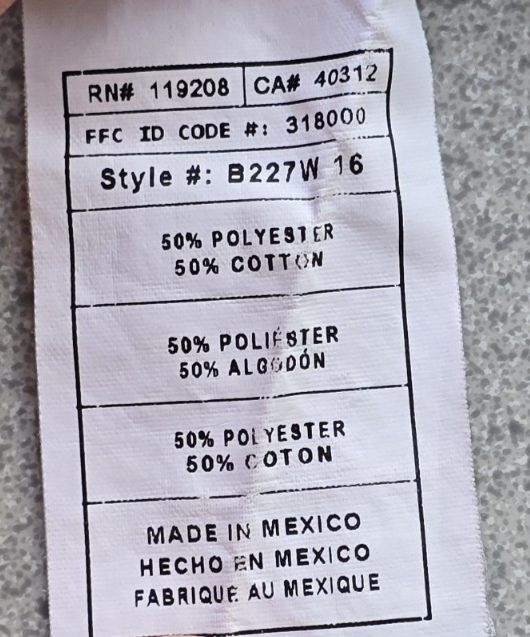 RN# 119208 CA# 40312
FFC ID CODE #: 318000
Style #: B227W 16
50% POLYESTER
50% COTTON
50% POLIÉSTER
50% ALGODÓN
50% POLYESTER
50% COTON
MADE IN MEXICO
HECHO EN MEXICO
FABRIQUE AU MEXIQUE